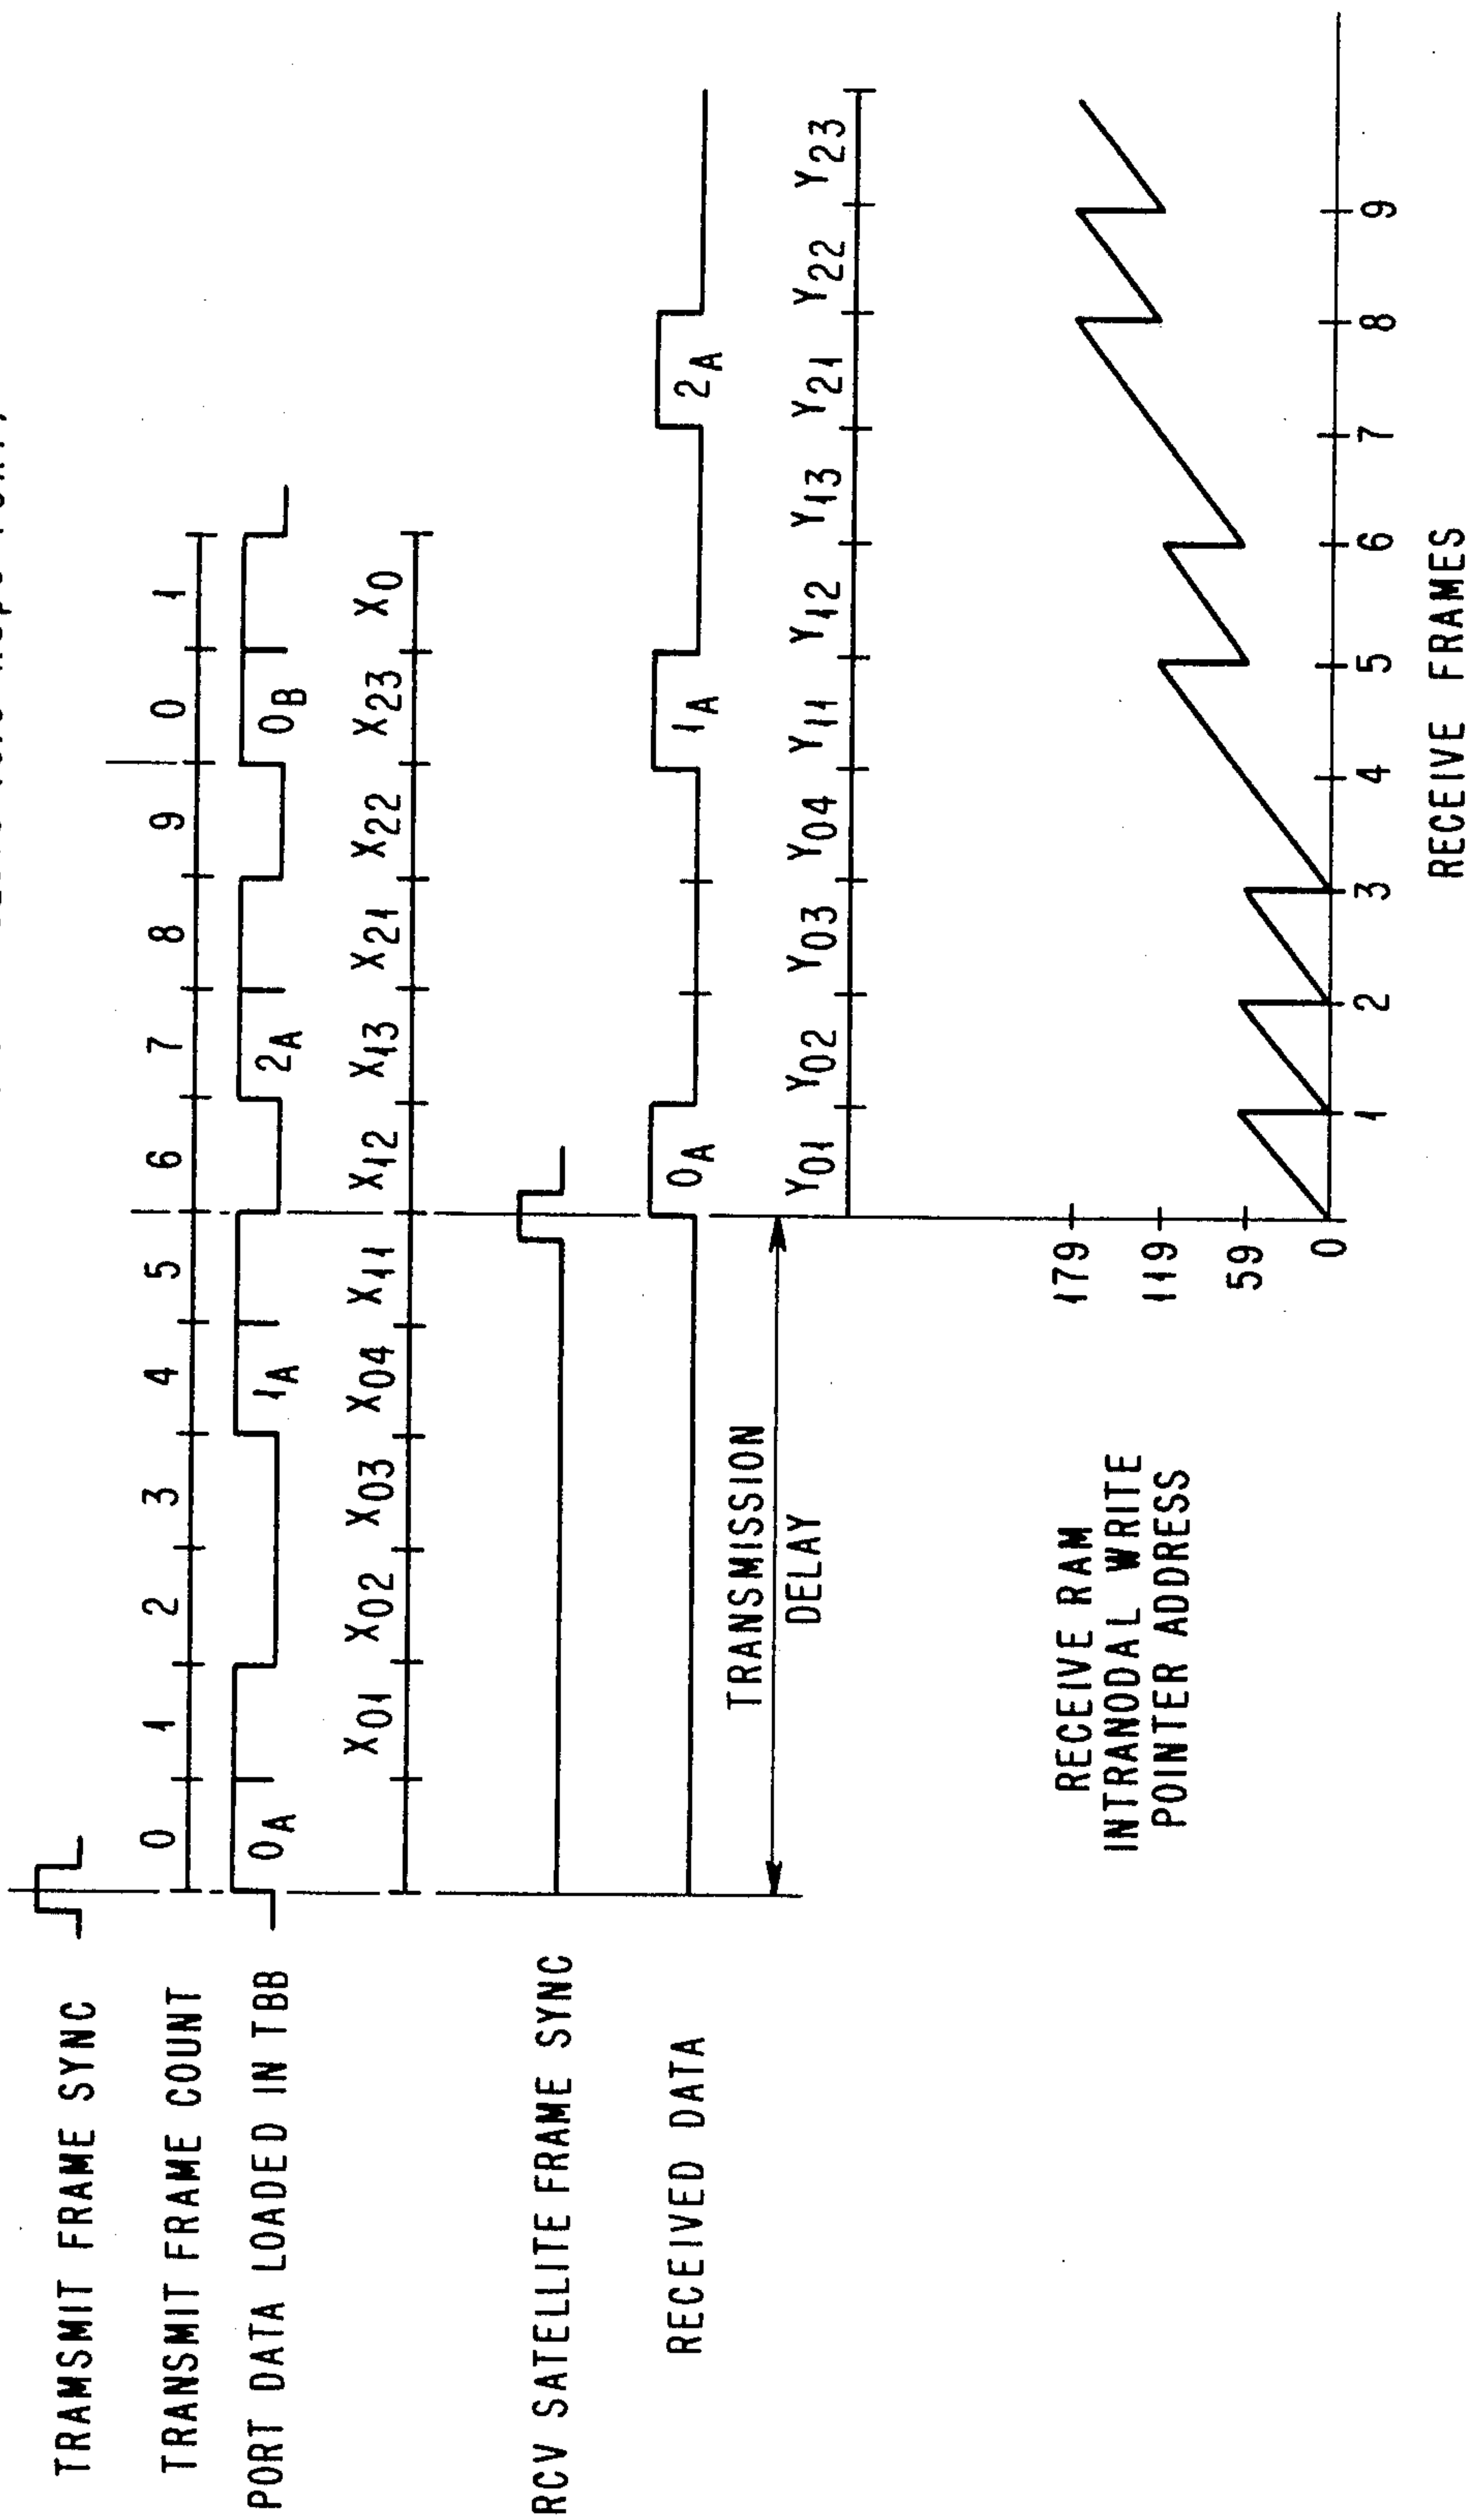 TRAMSMIT FRAME SYNC
TRANSMIT FRAME COUNT 0 1 2 3 4 5 6 7 8 9 0 1
PORT DATA LOADED IN TBB 0A 1A 2A 0B
X01 X02 X03 X04 X11 X12 X13 X21 X22 X23 X0
RCV SATELLITE FRAME SYNC
RECEIVED DATA 0A 1A 2A
TRANSMISSION
DELAY
Y01 Y02 Y03 Y04 Y11 Y12 Y13 Y21 Y22 Y23
RECEIVE RAM
INTRANODAL WRITE
POINTER ADDRESS
179
119
59
0
1 2 3 4 5 6 7 8 9
RECEIVE FRAMES